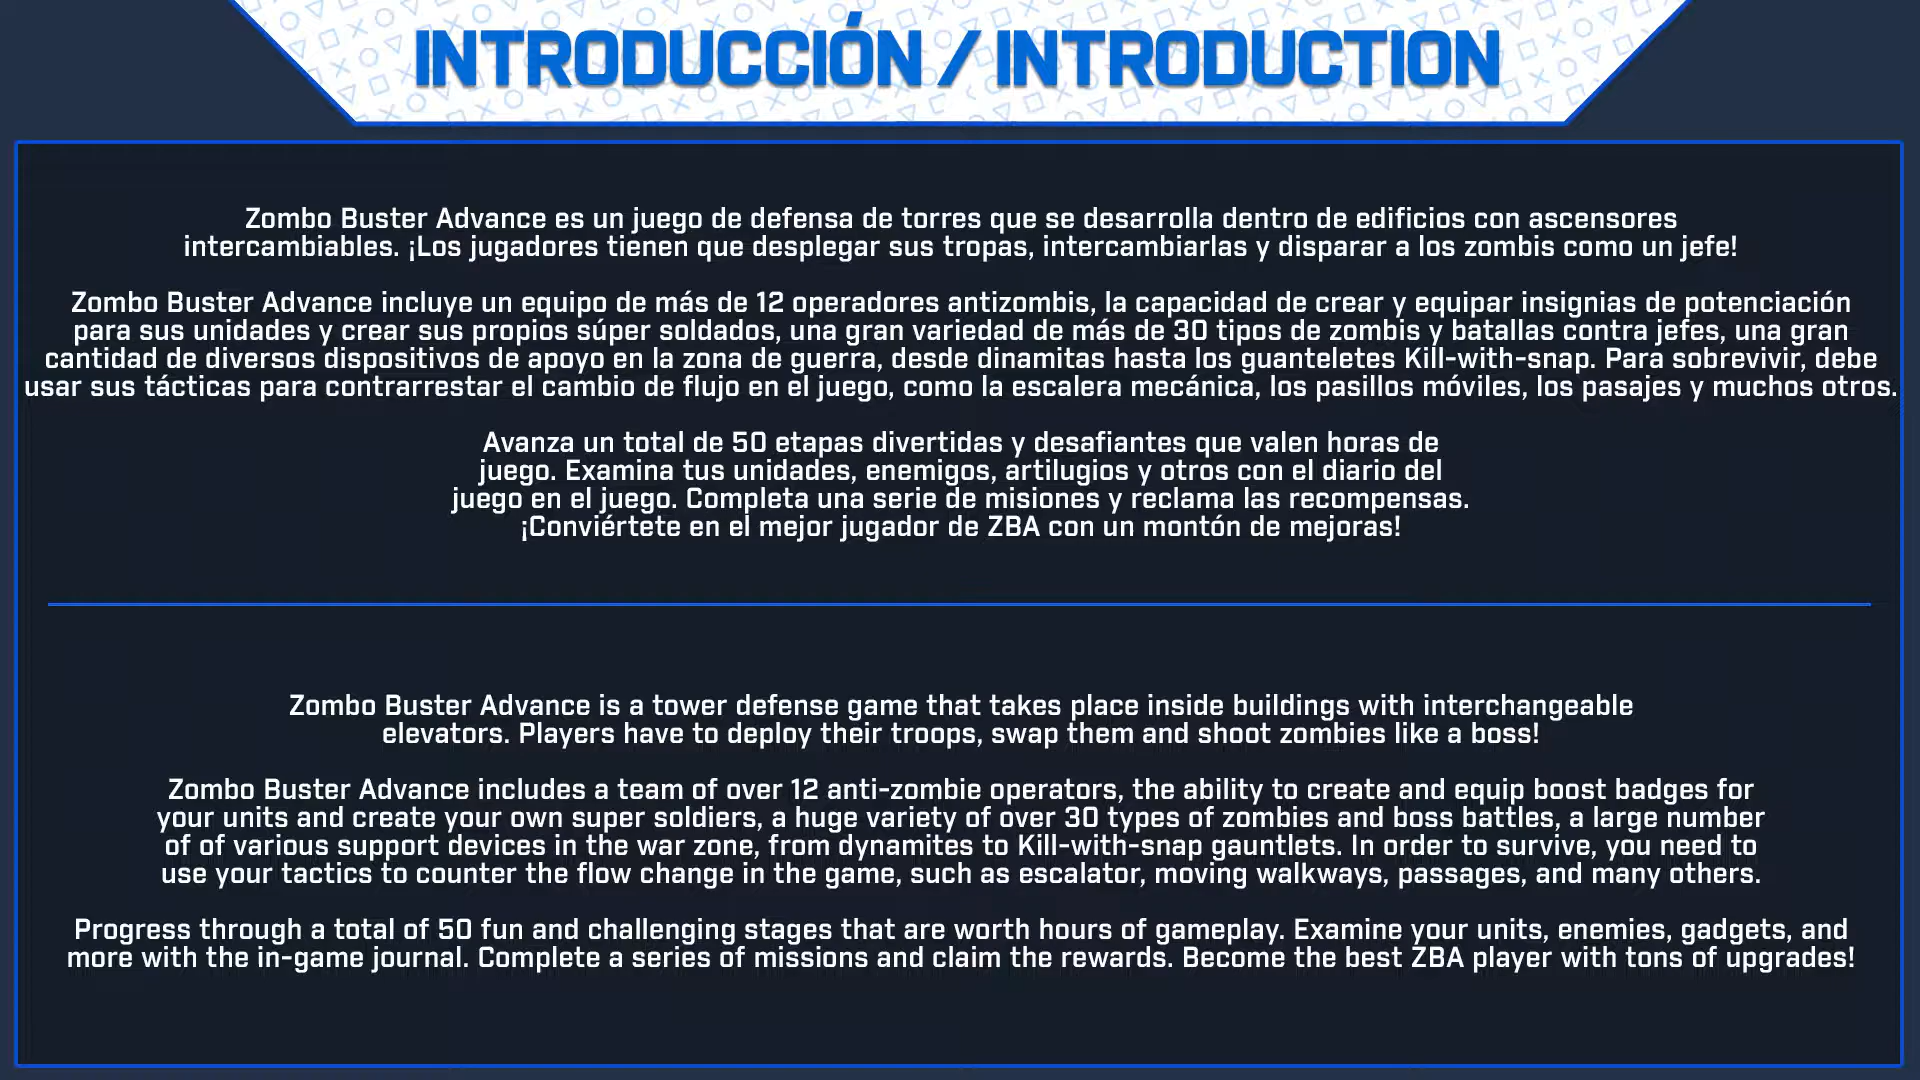 INTRODUCCIÓN / INTRODUCTION
Zombo Buster Advance es un juego de defensa de torres que se desarrolla dentro de edificios con ascensores
intercambiables. ¡Los jugadores tienen que desplegar sus tropas, intercambiarlas y disparar a los zombis como un jefe!
Zombo Buster Advance incluye un equipo de más de 12 operadores antizombis, la capacidad de crear y equipar insignias de potenciación
para sus unidades y crear sus propios súper soldados, una gran variedad de más de 30 tipos de zombis y batallas contra jefes, una gran
cantidad de diversos dispositivos de apoyo en la zona de guerra, desde dinamitas hasta los guanteletes Kill-with-snap. Para sobrevivir, debe
usar sus tácticas para contrarrestar el cambio de flujo en el juego, como la escalera mecánica, los pasillos móviles, los pasajes y muchos otros.
Avanza un total de 50 etapas divertidas y desafiantes que valen horas de
juego. Examina tus unidades, enemigos, artilugios y otros con el diario del
juego en el juego. Completa una serie de misiones y reclama las recompensas.
¡Conviértete en el mejor jugador de ZBA con un montón de mejoras!
Zombo Buster Advance is a tower defense game that takes place inside buildings with interchangeable
elevators. Players have to deploy their troops, swap them and shoot zombies like a boss!
Zombo Buster Advance includes a team of over 12 anti-zombie operators, the ability to create and equip boost badges for
your units and create your own super soldiers, a huge variety of over 30 types of zombies and boss battles, a large number
of of various support devices in the war zone, from dynamites to Kill-with-snap gauntlets. In order to survive, you need to
use your tactics to counter the flow change in the game, such as escalator, moving walkways, passages, and many others.
Progress through a total of 50 fun and challenging stages that are worth hours of gameplay. Examine your units, enemies, gadgets, and
more with the in-game journal. Complete a series of missions and claim the rewards. Become the best ZBA player with tons of upgrades!